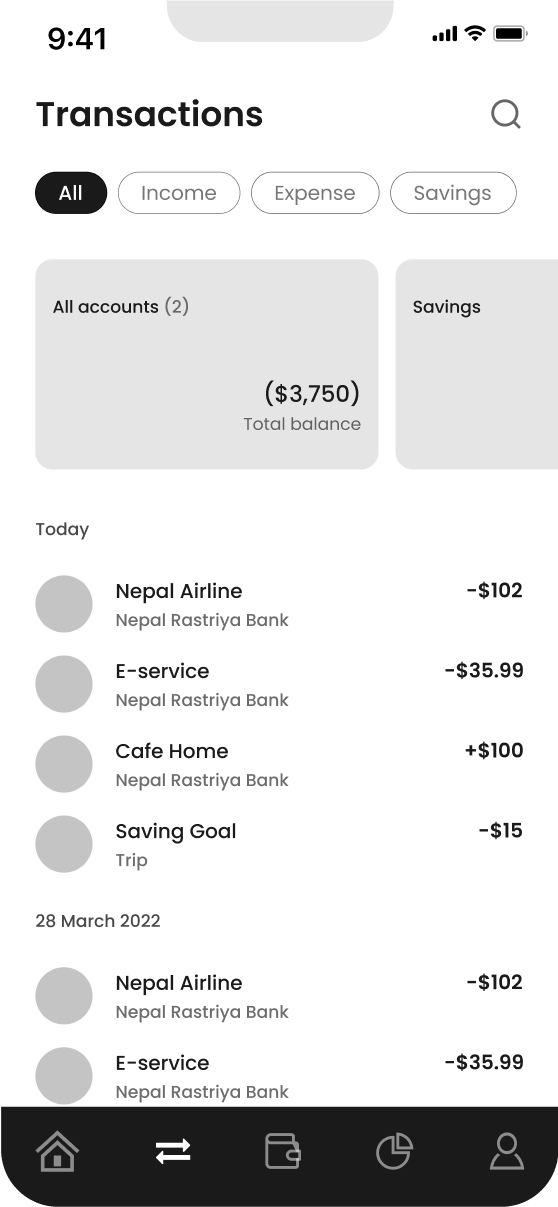 9:41
Transactions
All Income Expense Savings
All accounts (2)
($3,750)
Total balance
Savings
Today
Nepal Airline -$102
Nepal Rastriya Bank
E-service -$35.99
Nepal Rastriya Bank
Cafe Home +$100
Nepal Rastriya Bank
Saving Goal -$15
Trip
28 March 2022
Nepal Airline -$102
Nepal Rastriya Bank
E-service -$35.99
Nepal Rastriya Bank